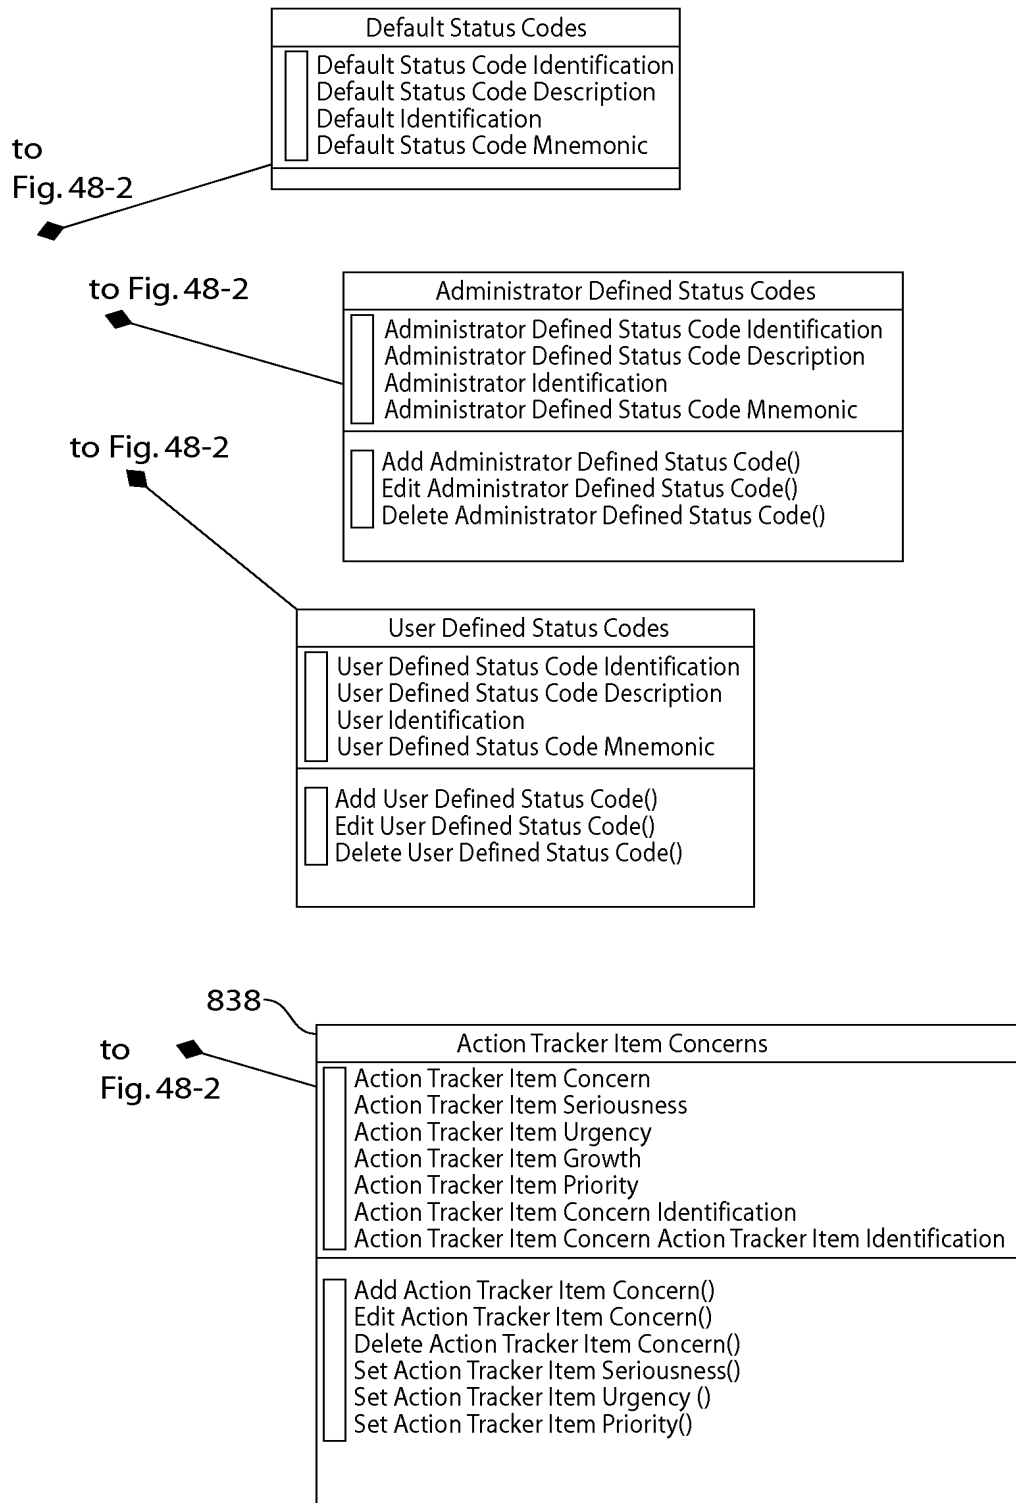 Default Status Codes
Default Status Code Identification
Default Status Code Description
Default Identification
Default Status Code Mnemonic
to
Fig. 48-2
to Fig. 48-2
Administrator Defined Status Codes
Administrator Defined Status Code Identification
Administrator Defined Status Code Description
Administrator Identification
Administrator Defined Status Code Mnemonic
Add Administrator Defined Status Code()
Edit Administrator Defined Status Code()
Delete Administrator Defined Status Code()
to Fig. 48-2
User Defined Status Codes
User Defined Status Code Identification
User Defined Status Code Description
User Identification
User Defined Status Code Mnemonic
Add User Defined Status Code()
Edit User Defined Status Code()
Delete User Defined Status Code()
838
to
Fig. 48-2
Action Tracker Item Concerns
Action Tracker Item Concern
Action Tracker Item Seriousness
Action Tracker Item Urgency
Action Tracker Item Growth
Action Tracker Item Priority
Action Tracker Item Concern Identification
Action Tracker Item Concern Action Tracker Item Identification
Add Action Tracker Item Concern()
Edit Action Tracker Item Concern()
Delete Action Tracker Item Concern()
Set Action Tracker Item Seriousness()
Set Action Tracker Item Urgency ()
Set Action Tracker Item Priority()